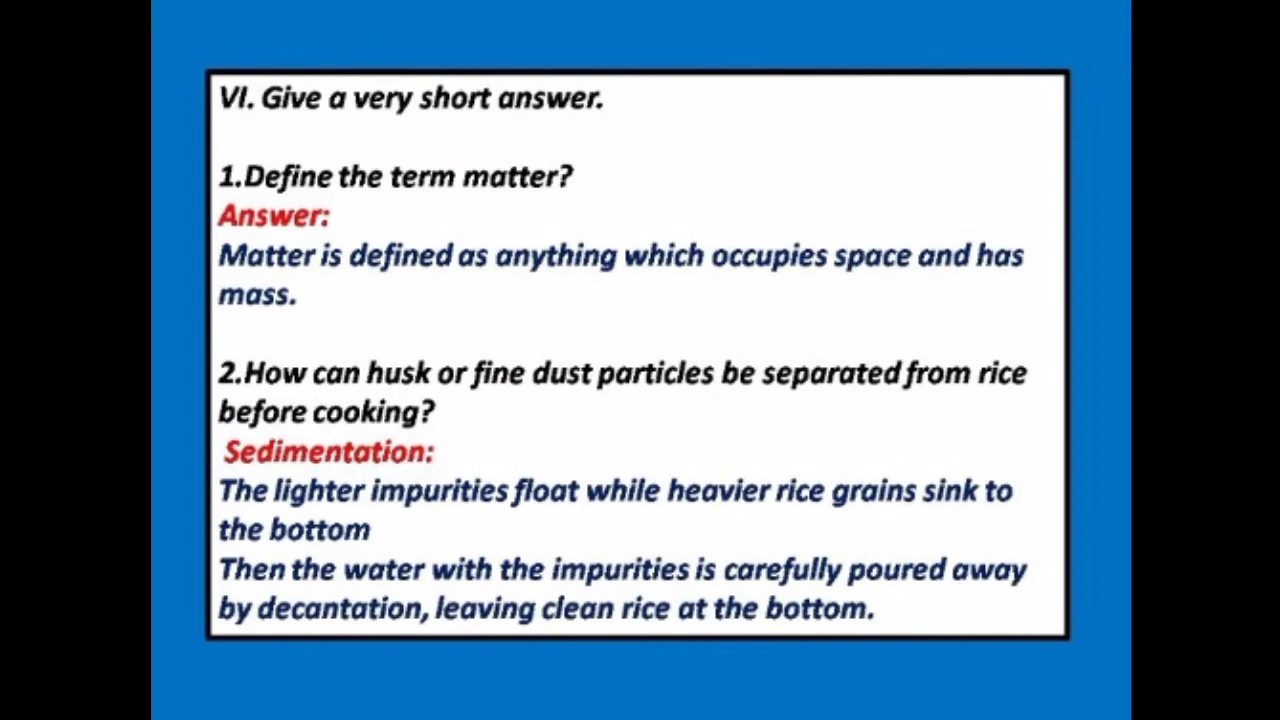 VI. Give a very short answer.
1.Define the term matter?
Answer:
Matter is defined as anything which occupies space and has
mass.
2.How can husk or fine dust particles be separated from rice
before cooking?
Sedimentation:
The lighter impurities float while heavier rice grains sink to
the bottom
Then the water with the impurities is carefully poured away
by decantation, leaving clean rice at the bottom.